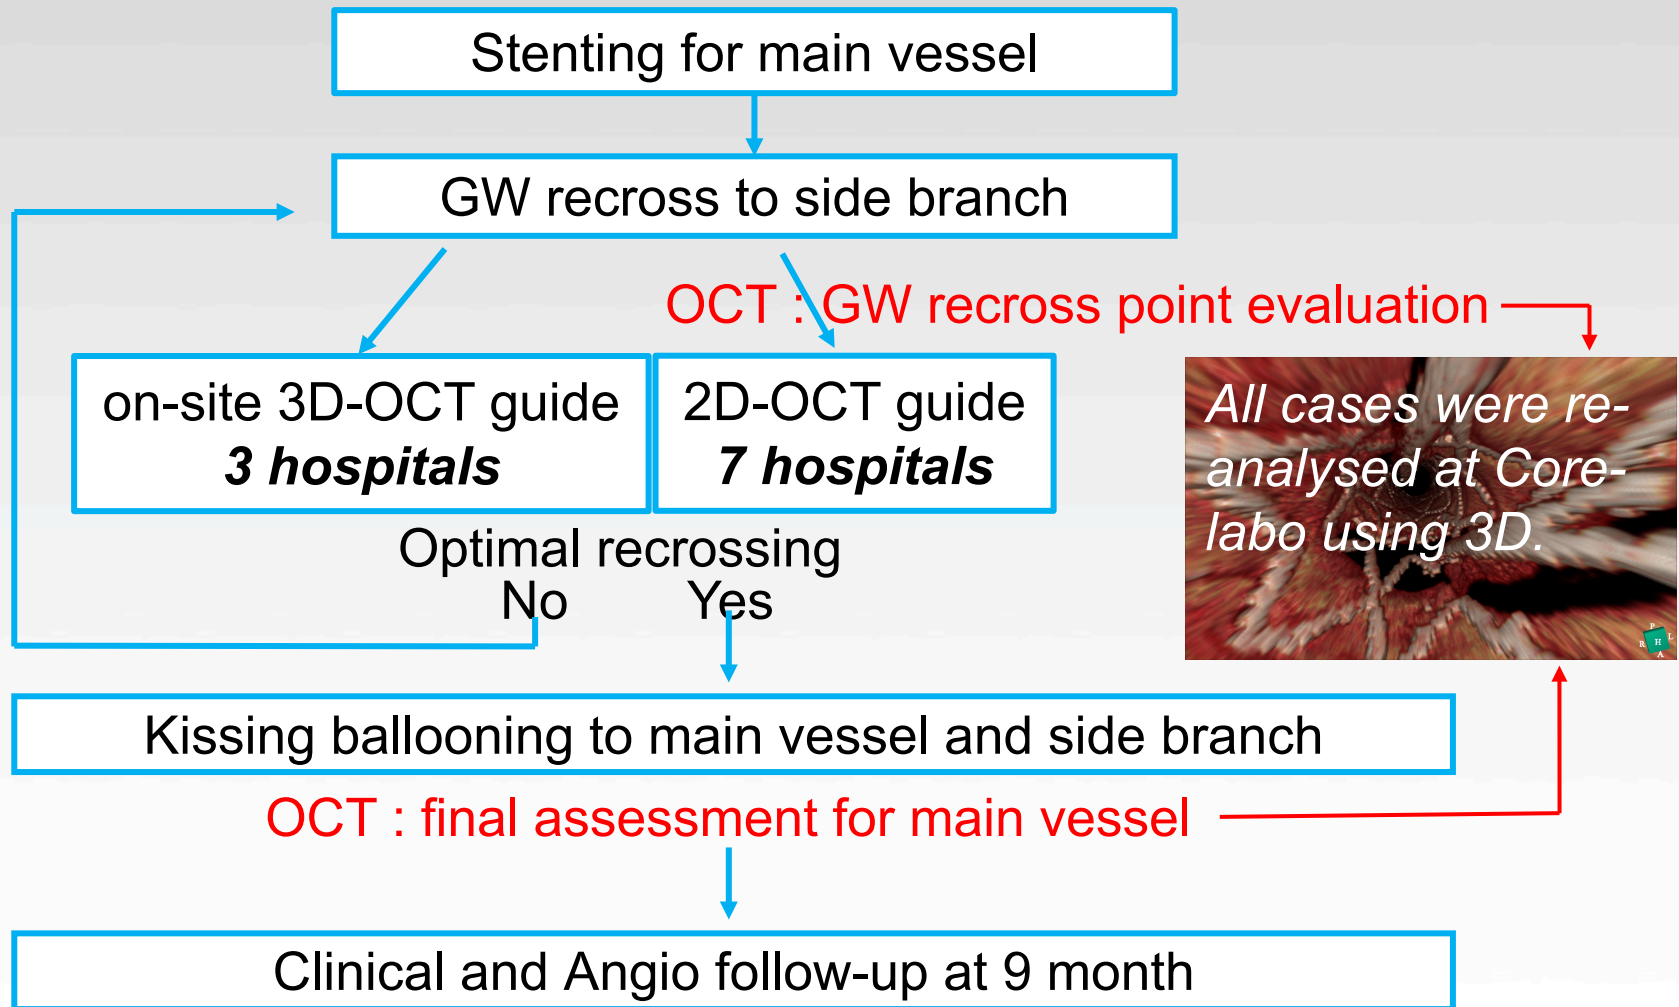 Stenting for main vessel
GW recross to side branch
OCT : GW recross point evaluation
on-site 3D-OCT guide
3 hospitals
2D-OCT guide
7 hospitals
All cases were re-
analysed at Core-
labo using 3D.
Optimal recrossing
No Yes
P
R H L
A
Kissing ballooning to main vessel and side branch
OCT : final assessment for main vessel
Clinical and Angio follow-up at 9 month